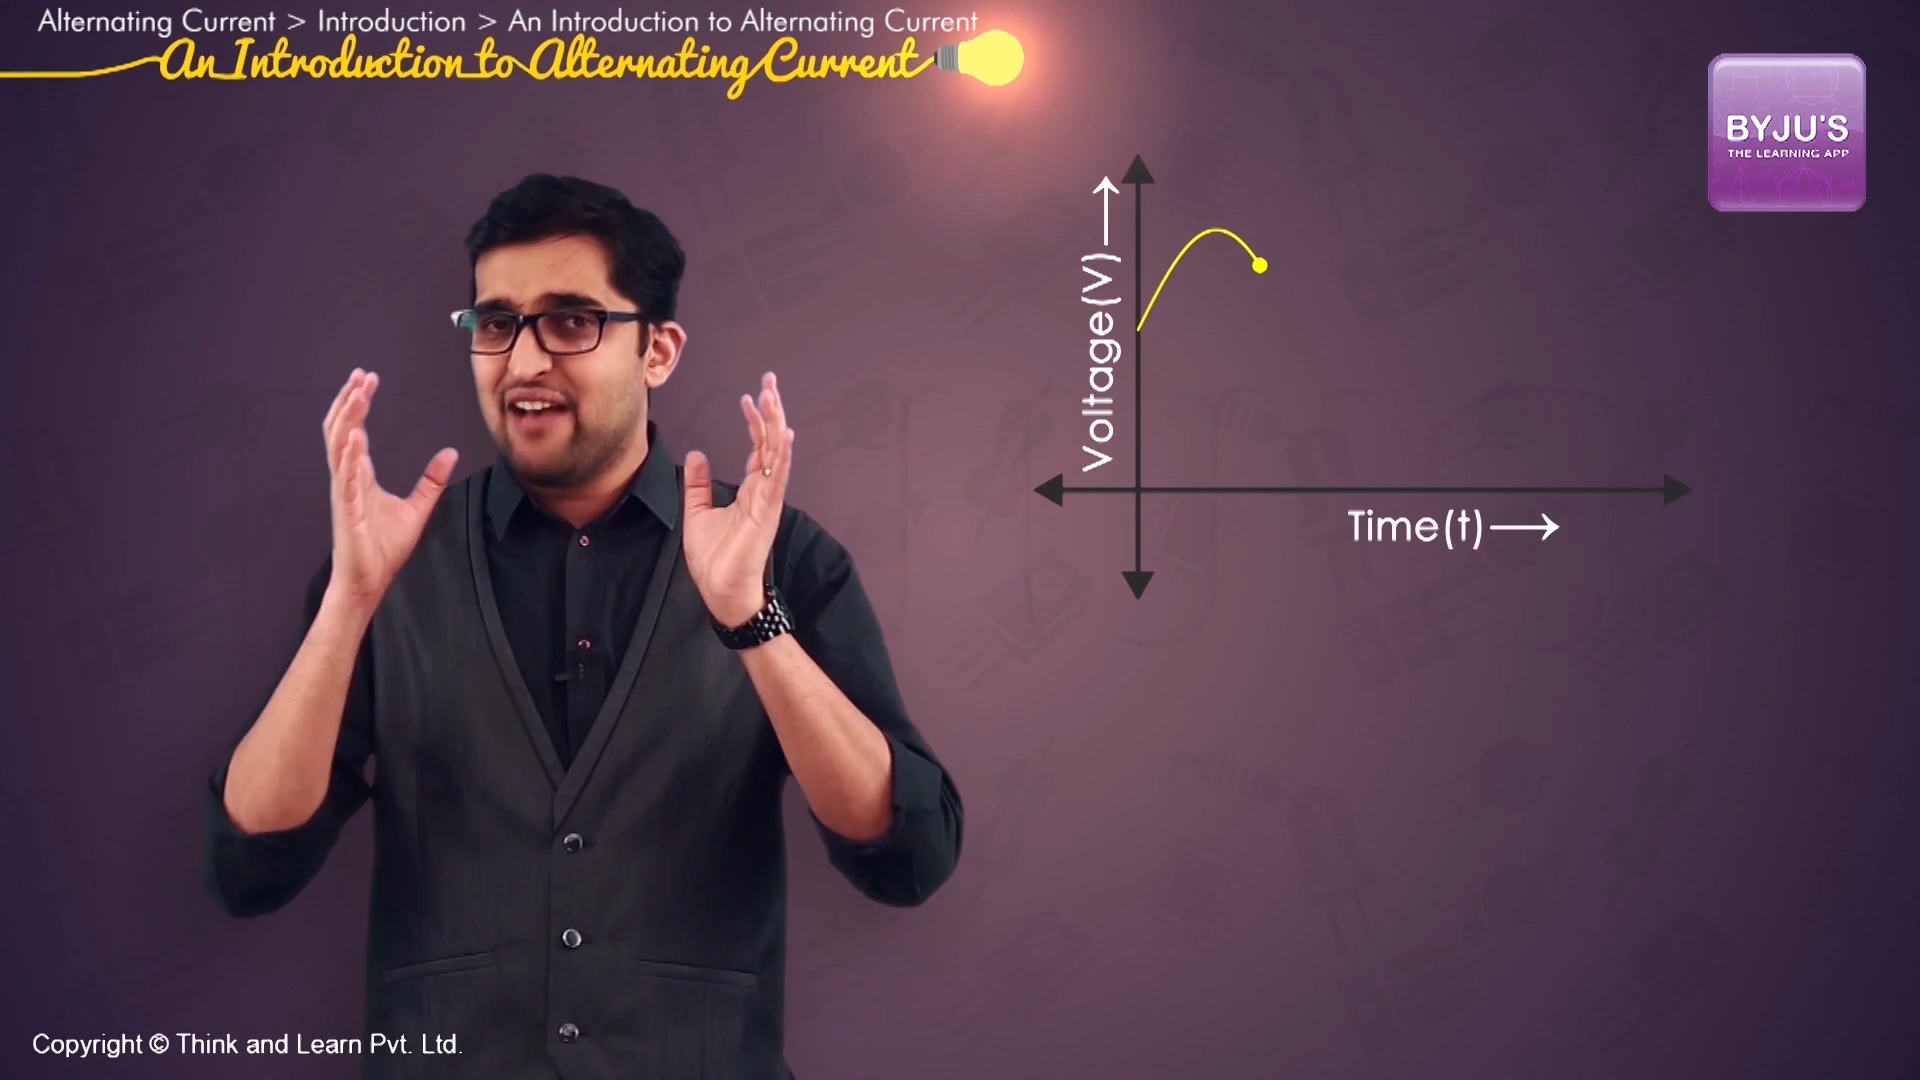 Alternating Current > Introduction > An Introduction to Alternating Current
An Introduction to Alternating Current
BYJU'S
THE LEARNING APP
Voltage(V)→
Time(t)→
Copyright © Think and Learn Pvt. Ltd.